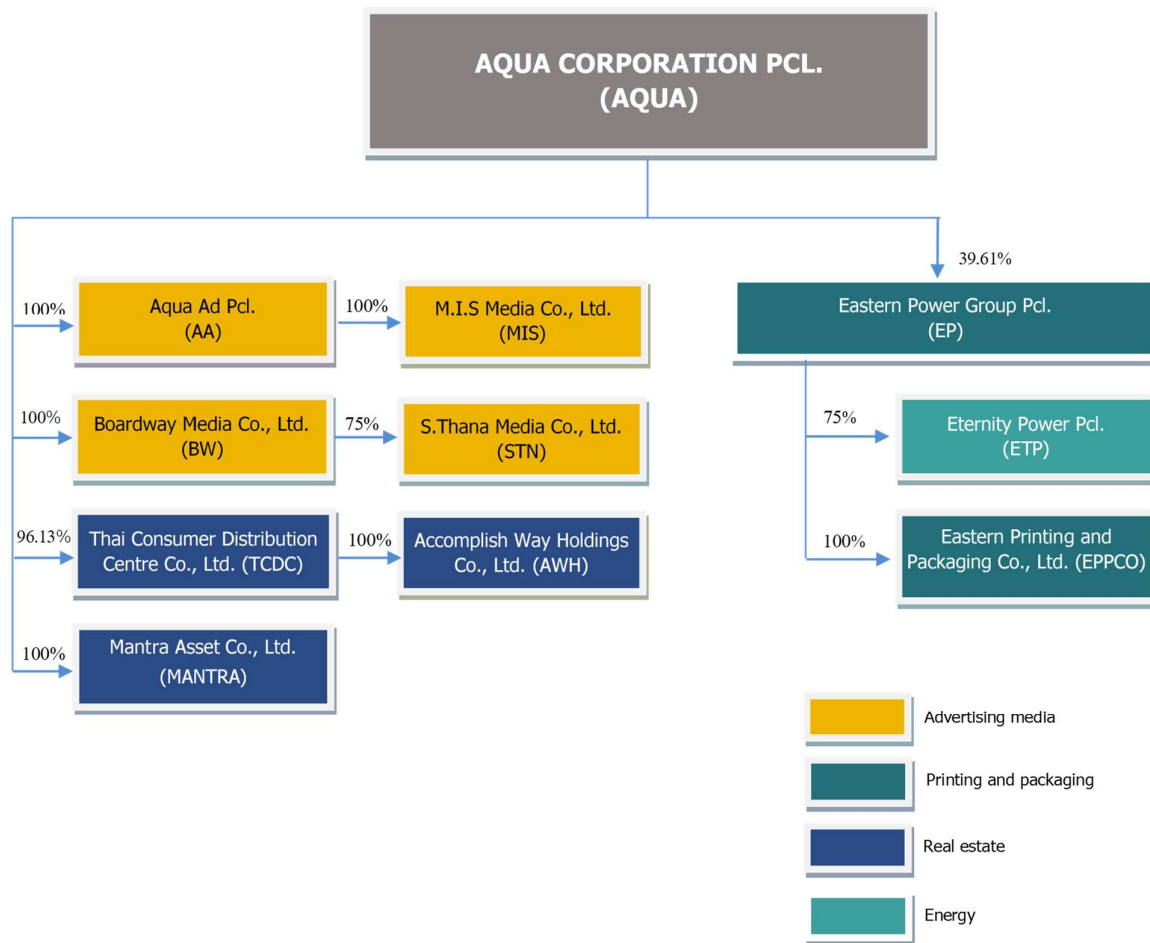 AQUA CORPORATION PCL.
(AQUA)
39.61%
100%
Aqua Ad Pcl.
(AA)
100%
M.I.S Media Co., Ltd.
(MIS)
Eastern Power Group Pcl.
(EP)
100%
Boardway Media Co., Ltd.
(BW)
75%
S.Thana Media Co., Ltd.
(STN)
75%
Eternity Power Pcl.
(ETP)
96.13%
Thai Consumer Distribution
Centre Co., Ltd. (TCDC)
100%
Accomplish Way Holdings
Co., Ltd. (AWH)
100%
Eastern Printing and
Packaging Co., Ltd. (EPPCO)
100%
Mantra Asset Co., Ltd.
(MANTRA)
Advertising media
Printing and packaging
Real estate
Energy